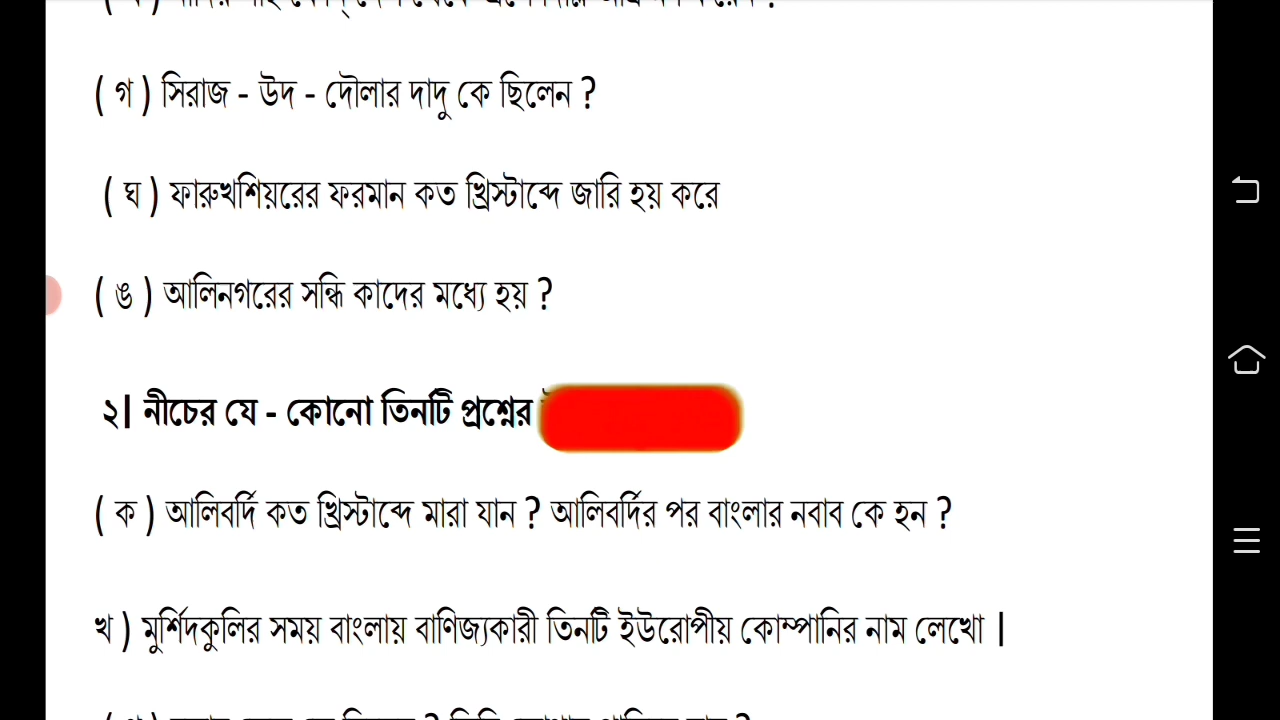 ( গ ) সিরাজ - উদ - দৌলার দাদু কে ছিলেন ?
( ঘ ) ফারুখশিয়রের ফরমান কত খ্রিস্টাব্দে জারি হয় করে
( ঙ ) আলিনগরের সন্ধি কাদের মধ্যে হয় ?
২। নীচের যে - কোনো তিনটি প্রশ্নের
( ক ) আলিবর্দি কত খ্রিস্টাব্দে মারা যান ? আলিবর্দির পর বাংলার নবাব কে হন ?
খ ) মুর্শিদকুলির সময় বাংলায় বাণিজ্যকারী তিনটি ইউরোপীয় কোম্পানির নাম লেখো |